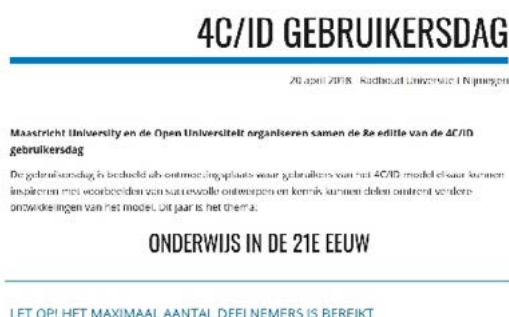 4C/ID GEBRUIKERSDAG
20 april 2018 - Radboud Universiteit Nijmegen
Maastricht University en de Open Universiteit organiseren samen de 8e editie van de 4C/ID
gebruikersdag
De gebruikersdag is bedoeld als ontmoetingsplaats waar gebruikers van het 4C/ID model elkaar kunnen
inspireren met voorbeelden van succesvolle ontwerpen en kennis kunnen delen omtrent verdere
ontwikkelingen van het model. Dit jaar is het thema:
ONDERWIJS IN DE 21E EEUW
LET OP! HET MAXIMAAL AANTAL DEELNEMERS IS BEREIKT